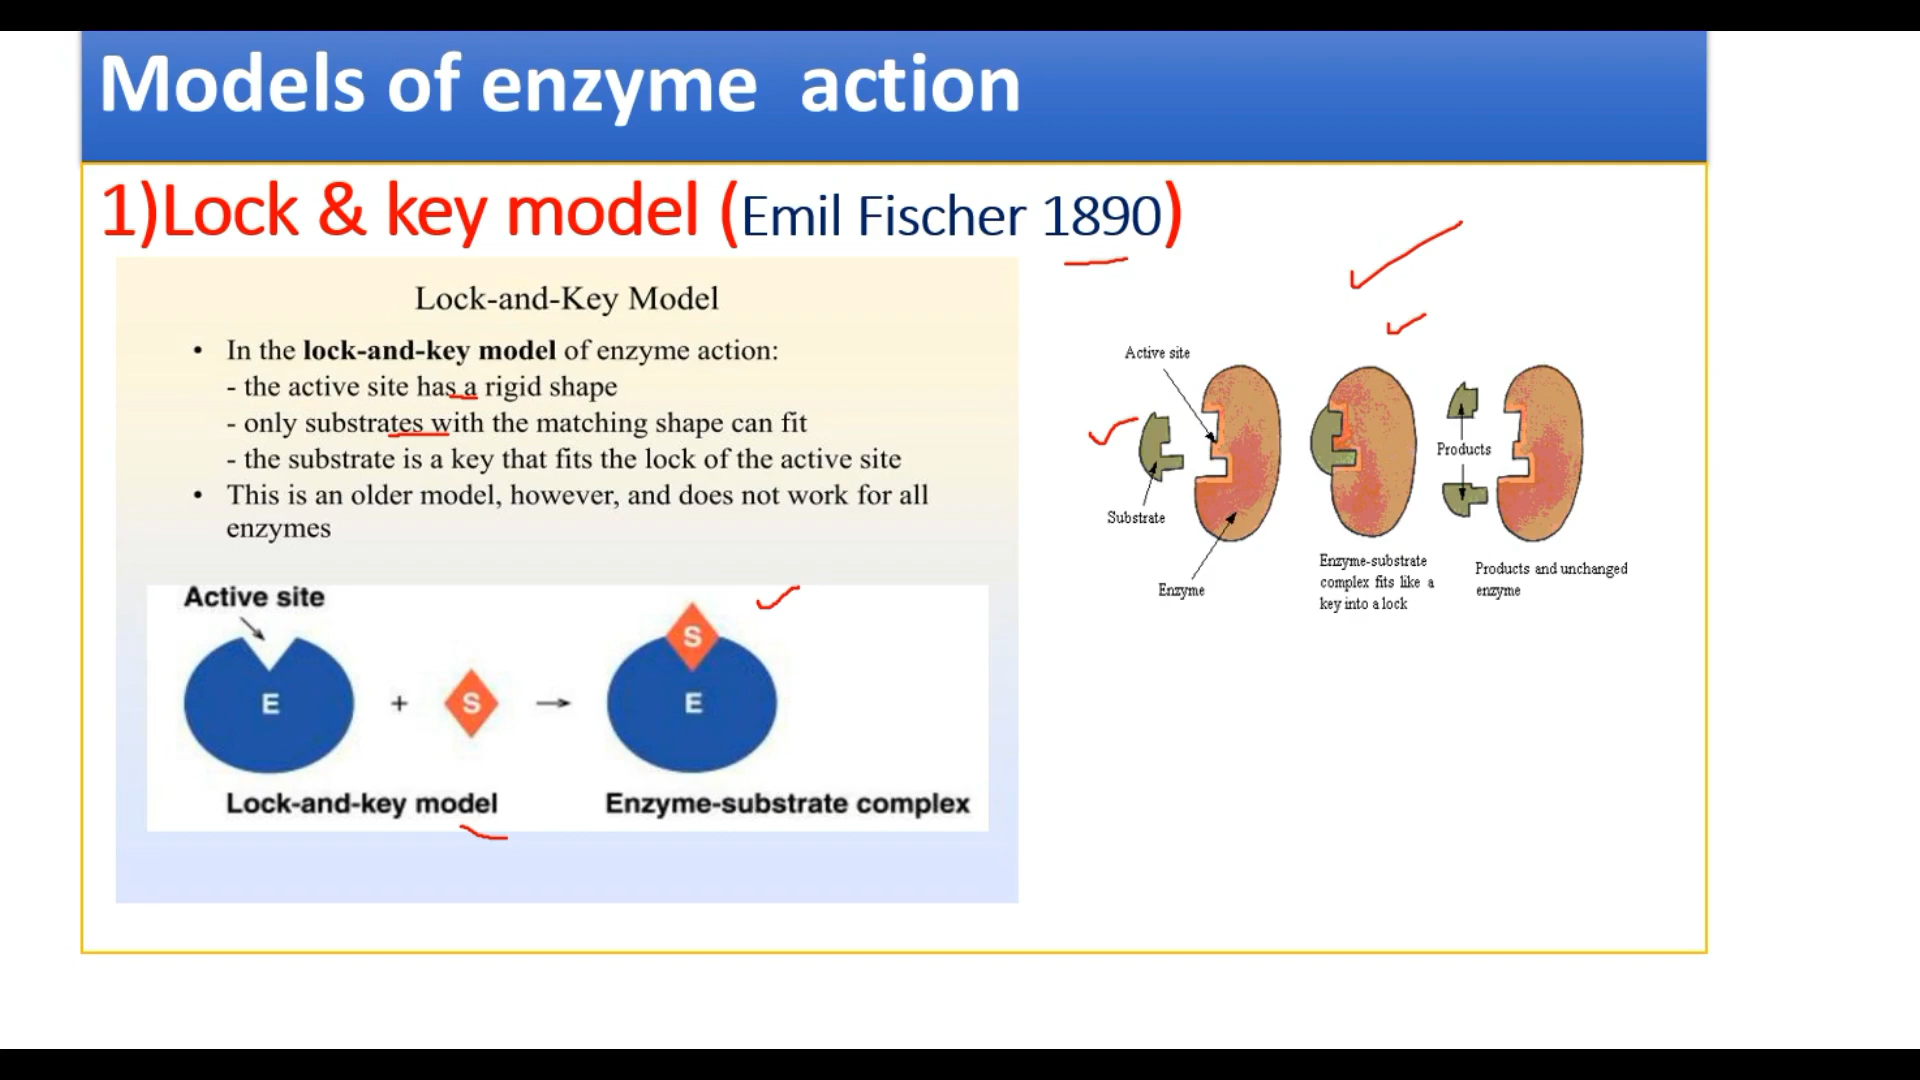 Models of enzyme action
1)Lock & key model (Emil Fischer 1890)
Lock-and-Key Model
• In the lock-and-key model of enzyme action:
- the active site has a rigid shape
- only substrates with the matching shape can fit
- the substrate is a key that fits the lock of the active site
• This is an older model, however, and does not work for all
enzymes
Active site
E
+
S
→
S
E
Lock-and-key model
Enzyme-substrate complex
Active site
Substrate
Enzyme
Enzyme-substrate
complex fits like a
key into a lock
Products
Products and unchanged
enzyme